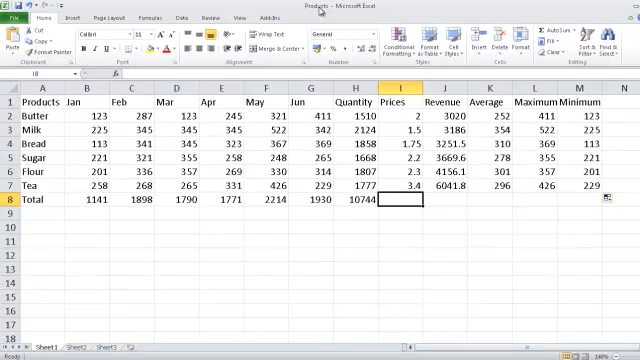 Products - Microsoft Excel
File Home Insert Page Layout Formulas Data Review View Add-Ins
Cut Calibri 11 Wrap Text General AutoSum
Copy Paste Format Painter Merge & Center Conditional Formatting Format as Table Cell Styles Insert Delete Format Fill Clear Sort & Filter Find & Select
Clipboard Font Alignment Number Styles Cells Editing
I8 fx
A B C D E F G H I J K L M N
1 Products Jan Feb Mar Apr May Jun Quantity Prices Revenue Average Maximum Minimum
2 Butter 123 287 123 245 321 411 1510 2 3020 252 411 123
3 Milk 225 345 345 345 522 342 2124 1.5 3186 354 522 225
4 Bread 113 341 345 323 367 369 1858 1.75 3251.5 310 369 113
5 Sugar 221 321 355 258 248 265 1668 2.2 3669.6 278 355 221
6 Flour 201 336 357 269 330 314 1807 2.3 4156.1 301 357 201
7 Tea 258 268 265 331 426 229 1777 3.4 6041.8 296 426 229
8 Total 1141 1898 1790 1771 2214 1930 10744
9
10
11
12
13
14
15
16
17
18
Sheet1 Sheet2 Sheet3
Ready 148%